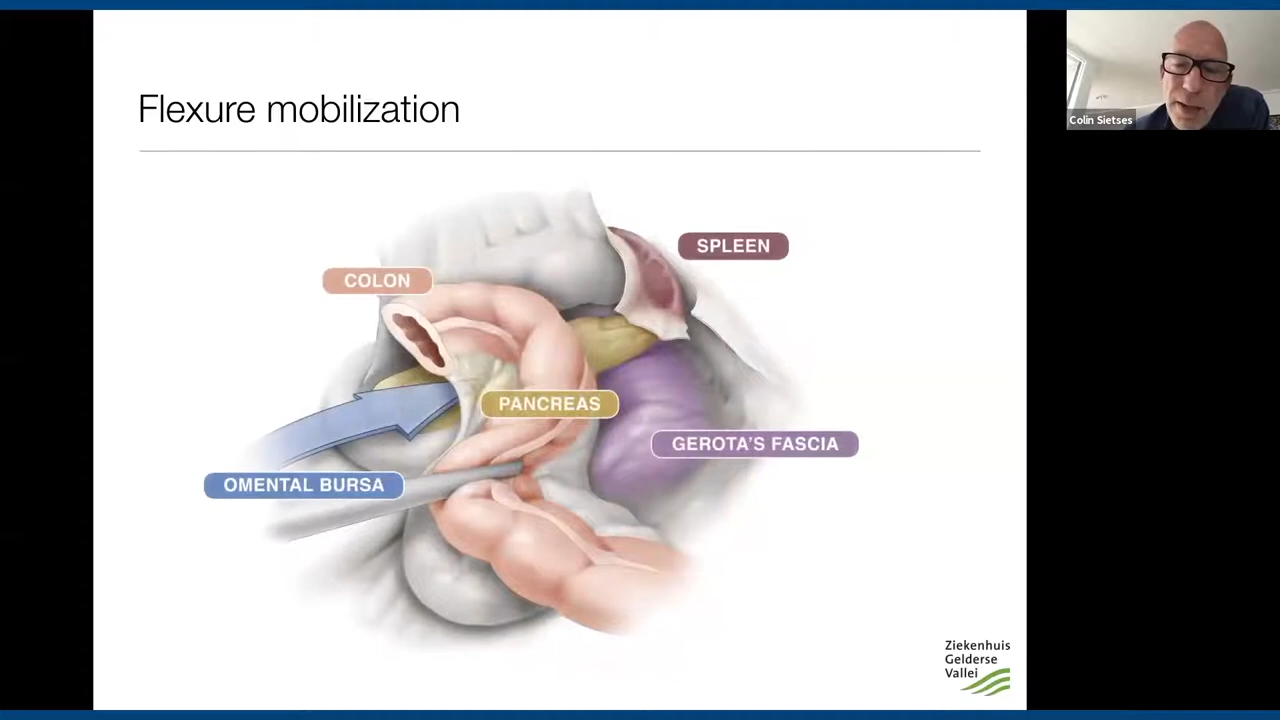 Flexure mobilization
SPLEEN
COLON
PANCREAS
GEROTA'S FASCIA
OMENTAL BURSA
Ziekenhuis
Gelderse
Vallei
Colin Sietses